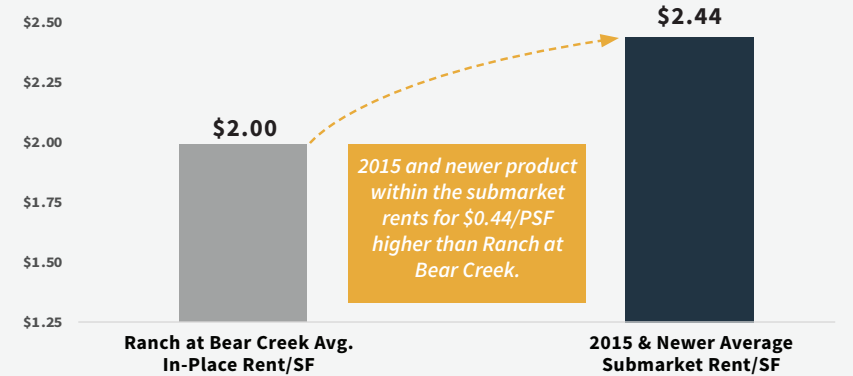 $2.50
$2.25
$2.00
$1.75
$1.50
$1.25
$2.00
$2.44
2015 and newer product
within the submarket
rents for $0.44/PSF
higher than Ranch at
Bear Creek.
Ranch at Bear Creek Avg.
In-Place Rent/SF
2015 & Newer Average
Submarket Rent/SF